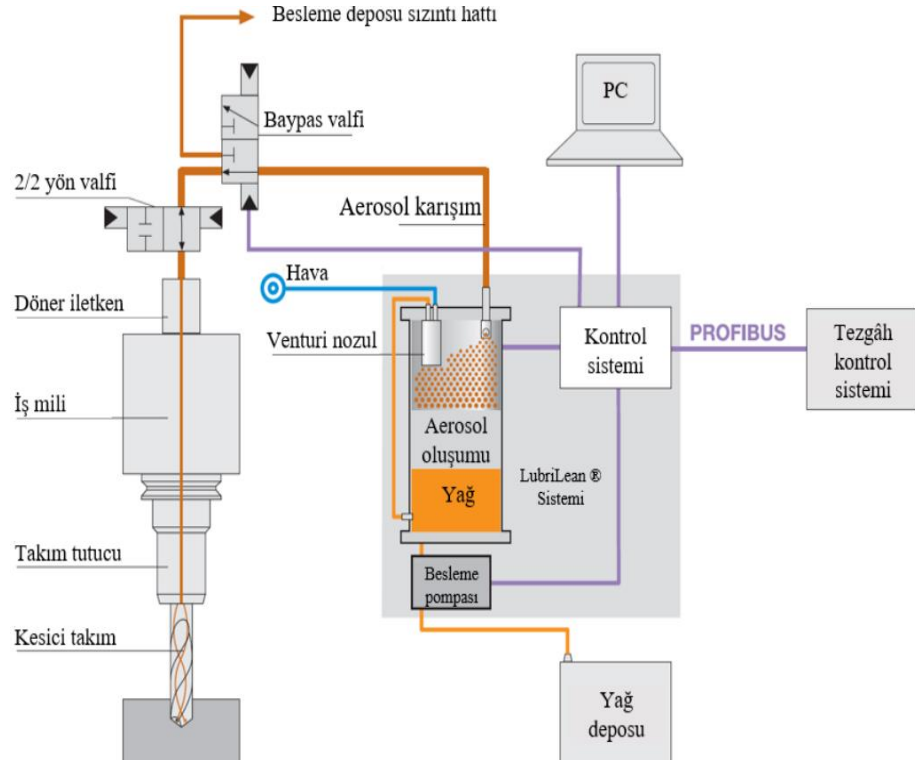 Besleme deposu sızıntı hattı
Baypas valfi
PC
2/2 yön valfi
Aerosol karışım
Hava
Döner iletken
Venturi nozul
Kontrol
sistemi
PROFIBUS
Tezgâh
kontrol
sistemi
İş mili
Aerosol
oluşumu
Yağ
LubriLean ®
Sistemi
Takım tutucu
Besleme
pompası
Kesici takım
Yağ
deposu